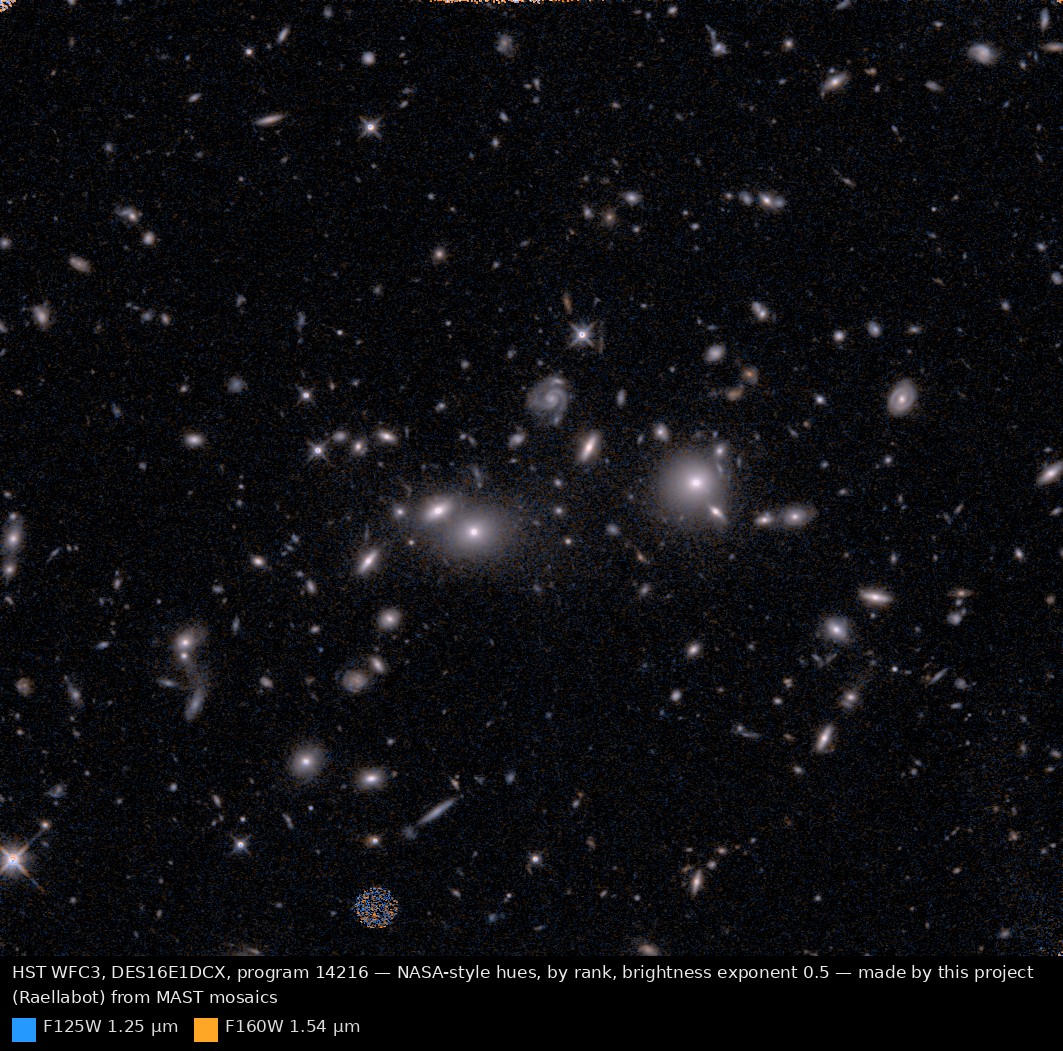 HST WFC3, DES16E1DCX, program 14216 — NASA-style hues, by rank, brightness exponent 0.5 — made by this project
(Raellabot) from MAST mosaics
F125W 1.25 µm F160W 1.54 µm